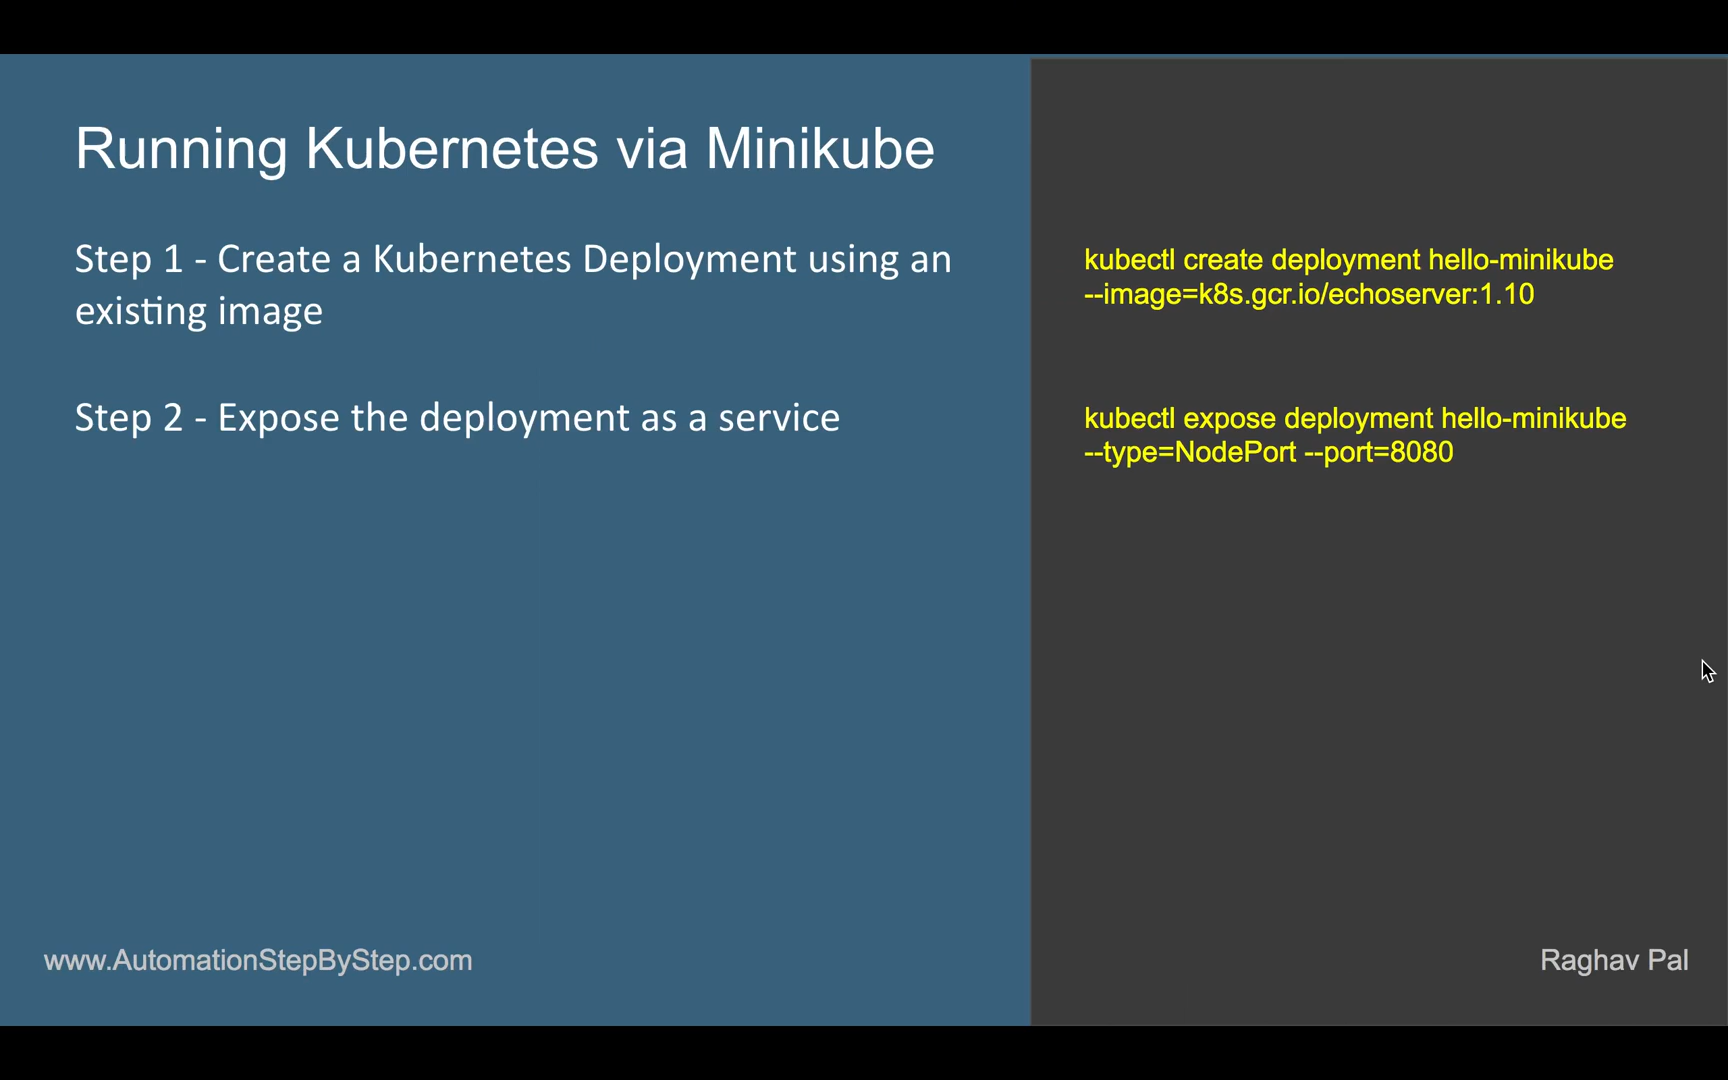 Running Kubernetes via Minikube
Step 1 - Create a Kubernetes Deployment using an
existing image
kubectl create deployment hello-minikube
--image=k8s.gcr.io/echoserver:1.10
Step 2 - Expose the deployment as a service
kubectl expose deployment hello-minikube
--type=NodePort --port=8080
www.AutomationStepByStep.com
Raghav Pal